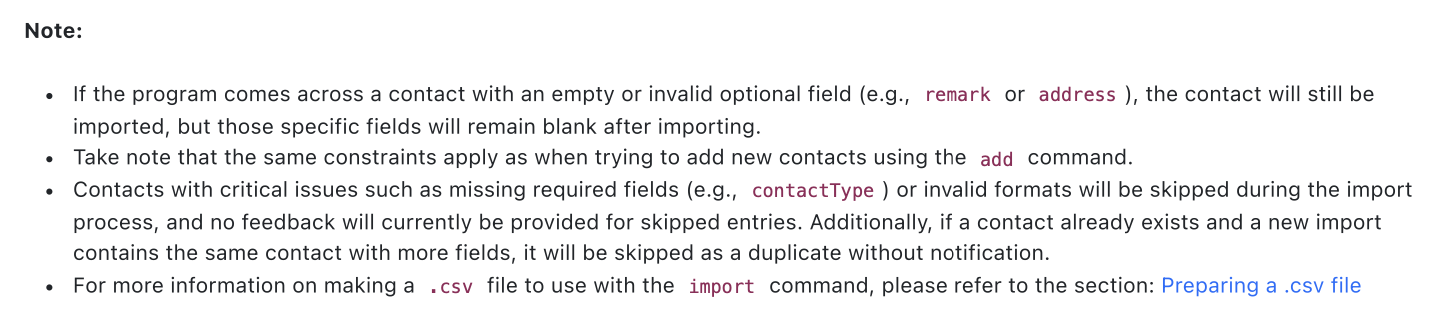 Note:
• If the program comes across a contact with an empty or invalid optional field (e.g., remark or address ), the contact will still be
imported, but those specific fields will remain blank after importing.
• Take note that the same constraints apply as when trying to add new contacts using the add command.
• Contacts with critical issues such as missing required fields (e.g., contactType ) or invalid formats will be skipped during the import
process, and no feedback will currently be provided for skipped entries. Additionally, if a contact already exists and a new import
contains the same contact with more fields, it will be skipped as a duplicate without notification.
• For more information on making a .csv file to use with the import command, please refer to the section: Preparing a .csv file